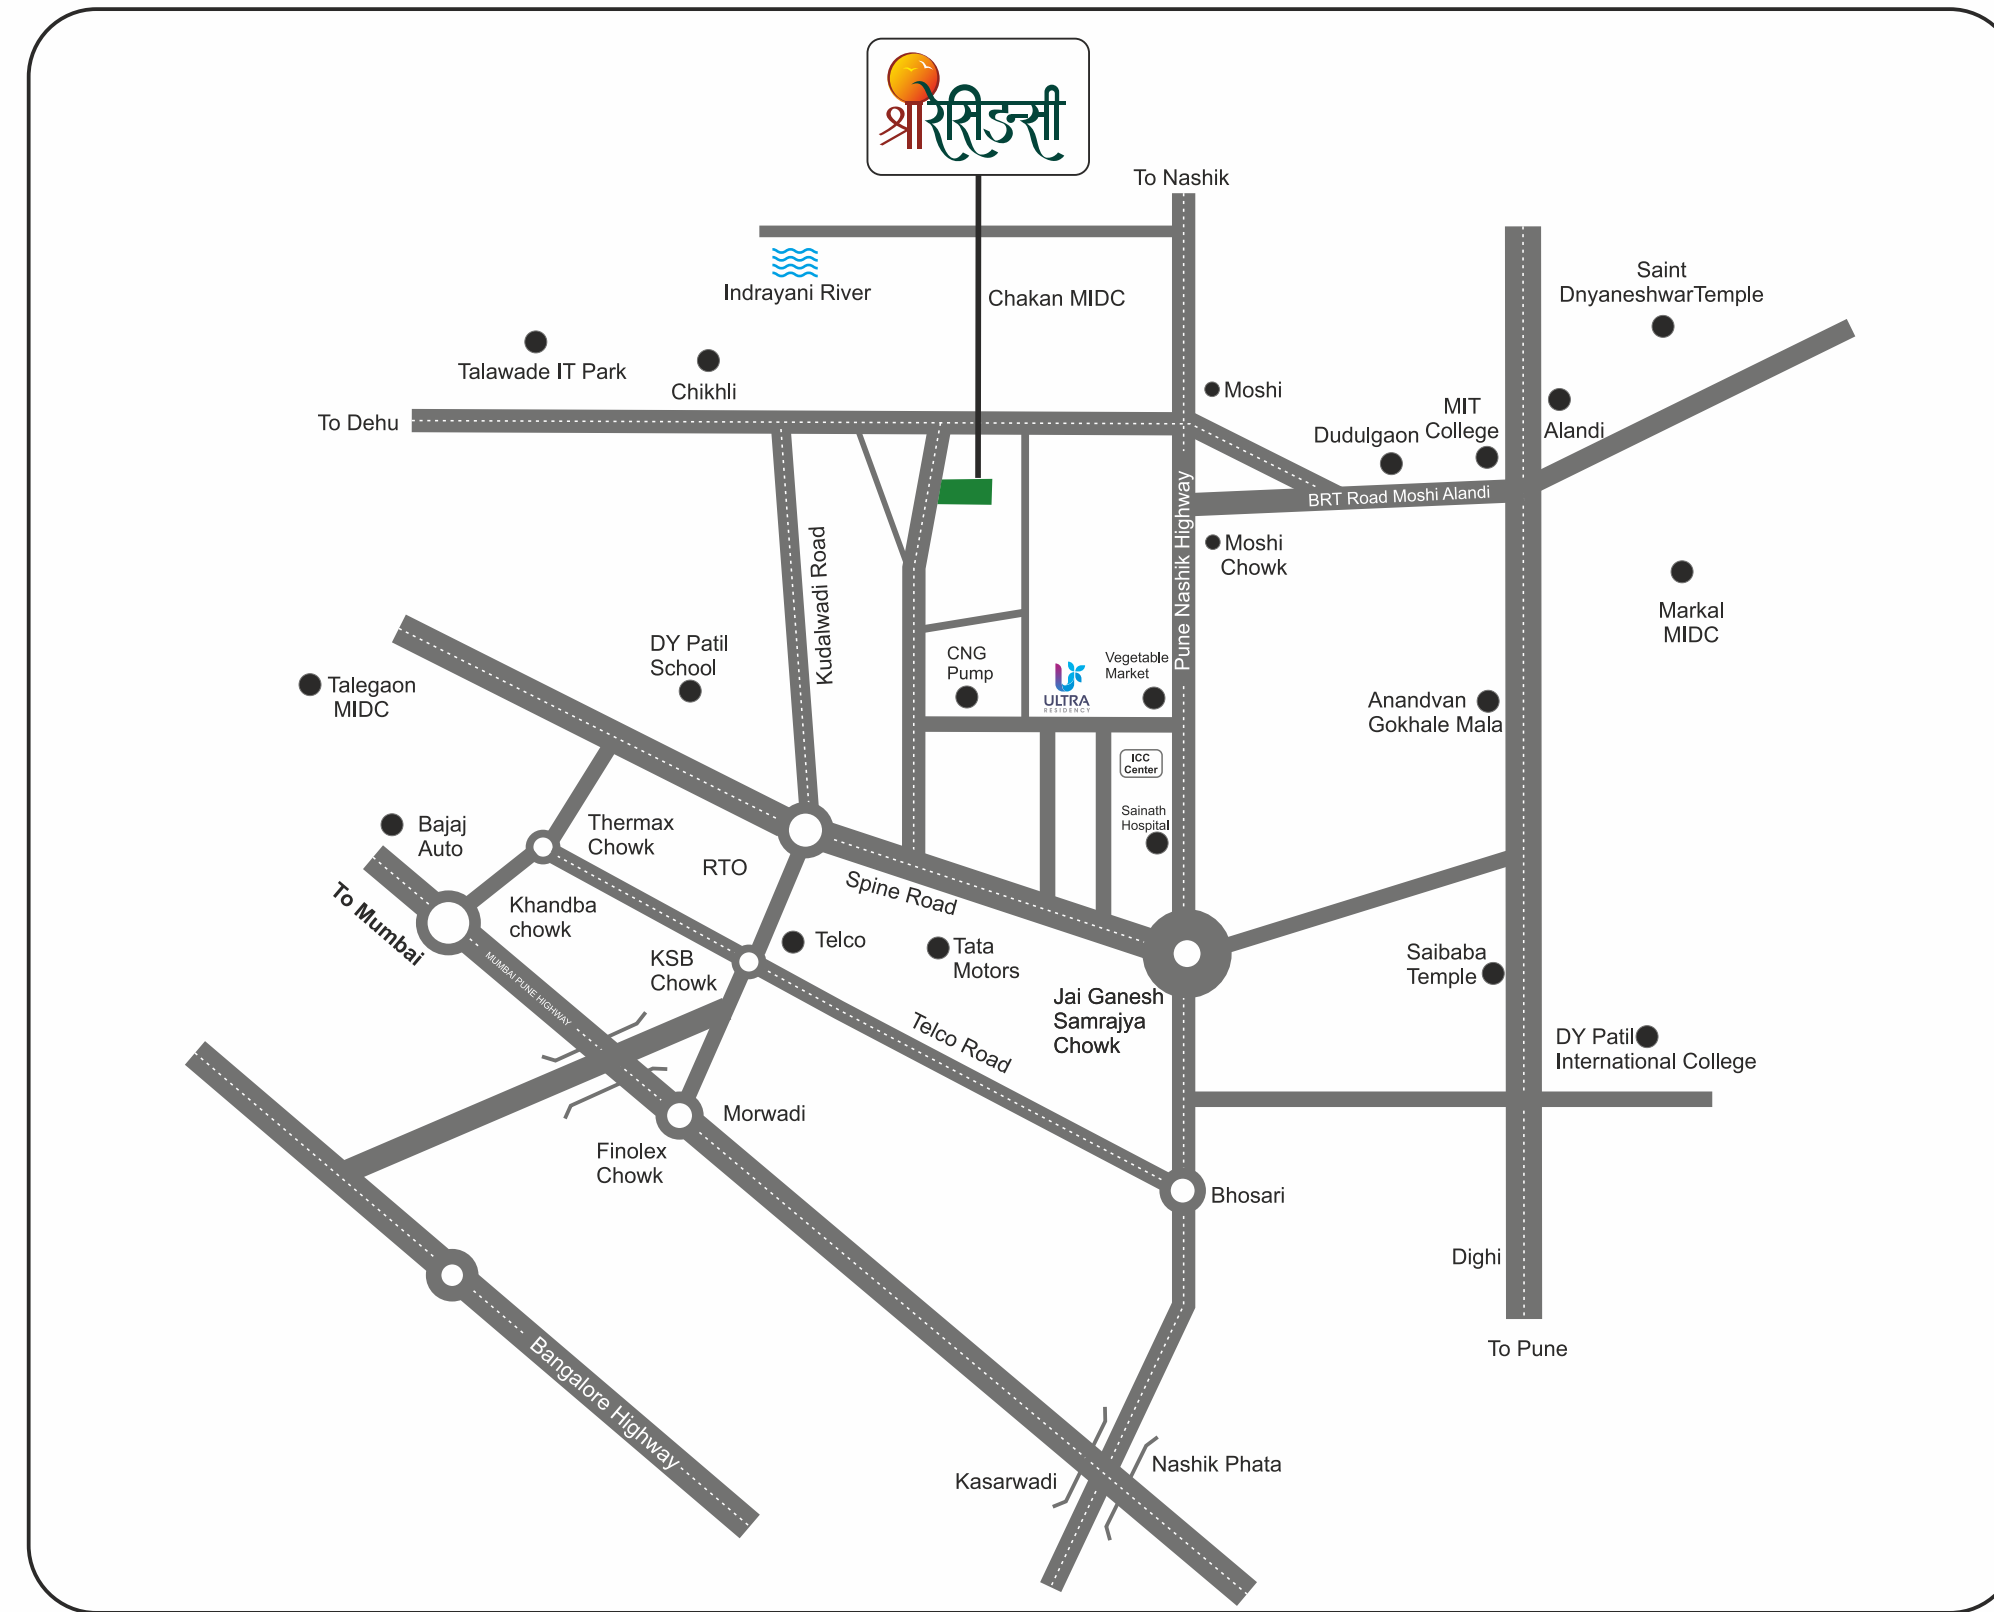 श्री रेसिडन्सी
To Nashik
Indrayani River
Chakan MIDC
Saint
DnyaneshwarTemple
Talawade IT Park
Chikhli
Moshi
To Dehu
MIT
College
Dudulgaon
Alandi
BRT Road Moshi Alandi
Pune Nashik Highway
Moshi
Chowk
Kudalwadi Road
Markal
MIDC
DY Patil
School
CNG
Pump
Vegetable
Market
ULTRA
RESIDENCY
Talegaon
MIDC
Anandvan
Gokhale Mala
ICC
Center
Sainath
Hospital
Bajaj
Auto
Thermax
Chowk
RTO
Spine Road
To Mumbai
Khandba
chowk
Telco
Tata
Motors
KSB
Chowk
MUMBAI PUNE HIGHWAY
Saibaba
Temple
Jai Ganesh
Samrajya
Chowk
Telco Road
DY Patil
International College
Morwadi
Finolex
Chowk
Bhosari
Dighi
To Pune
Bangalore Highway
Kasarwadi
Nashik Phata